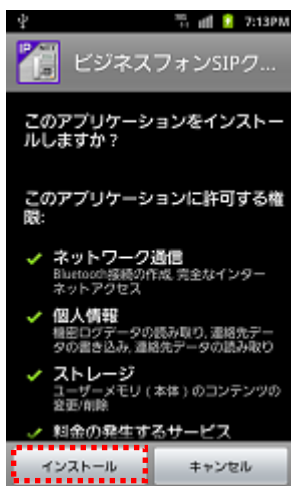 7:13PM
IP NET
ビジネスフォンSIPク...
このアプリケーションをインストー
ルしますか？
このアプリケーションに許可する権
限:
ネットワーク通信
Bluetooth接続の作成, 完全なインター
ネットアクセス
個人情報
機密ログデータの読み取り, 連絡先デー
タの書き込み, 連絡先データの読み取り
ストレージ
ユーザーメモリ(本体)のコンテンツの
変更/削除
料金の発生するサービス
インストール
キャンセル